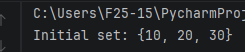 C:\Users\F25-15\PycharmProj
Initial set: {10, 20, 30}